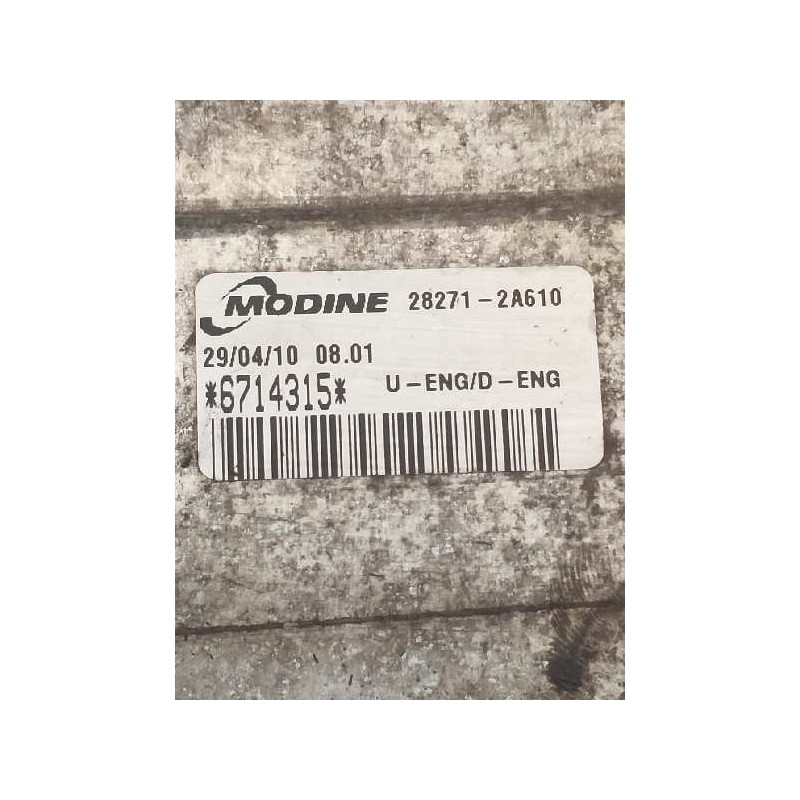 MODINE 28271-2A610
29/04/10 08.01
*6714315* U-ENG/D-ENG